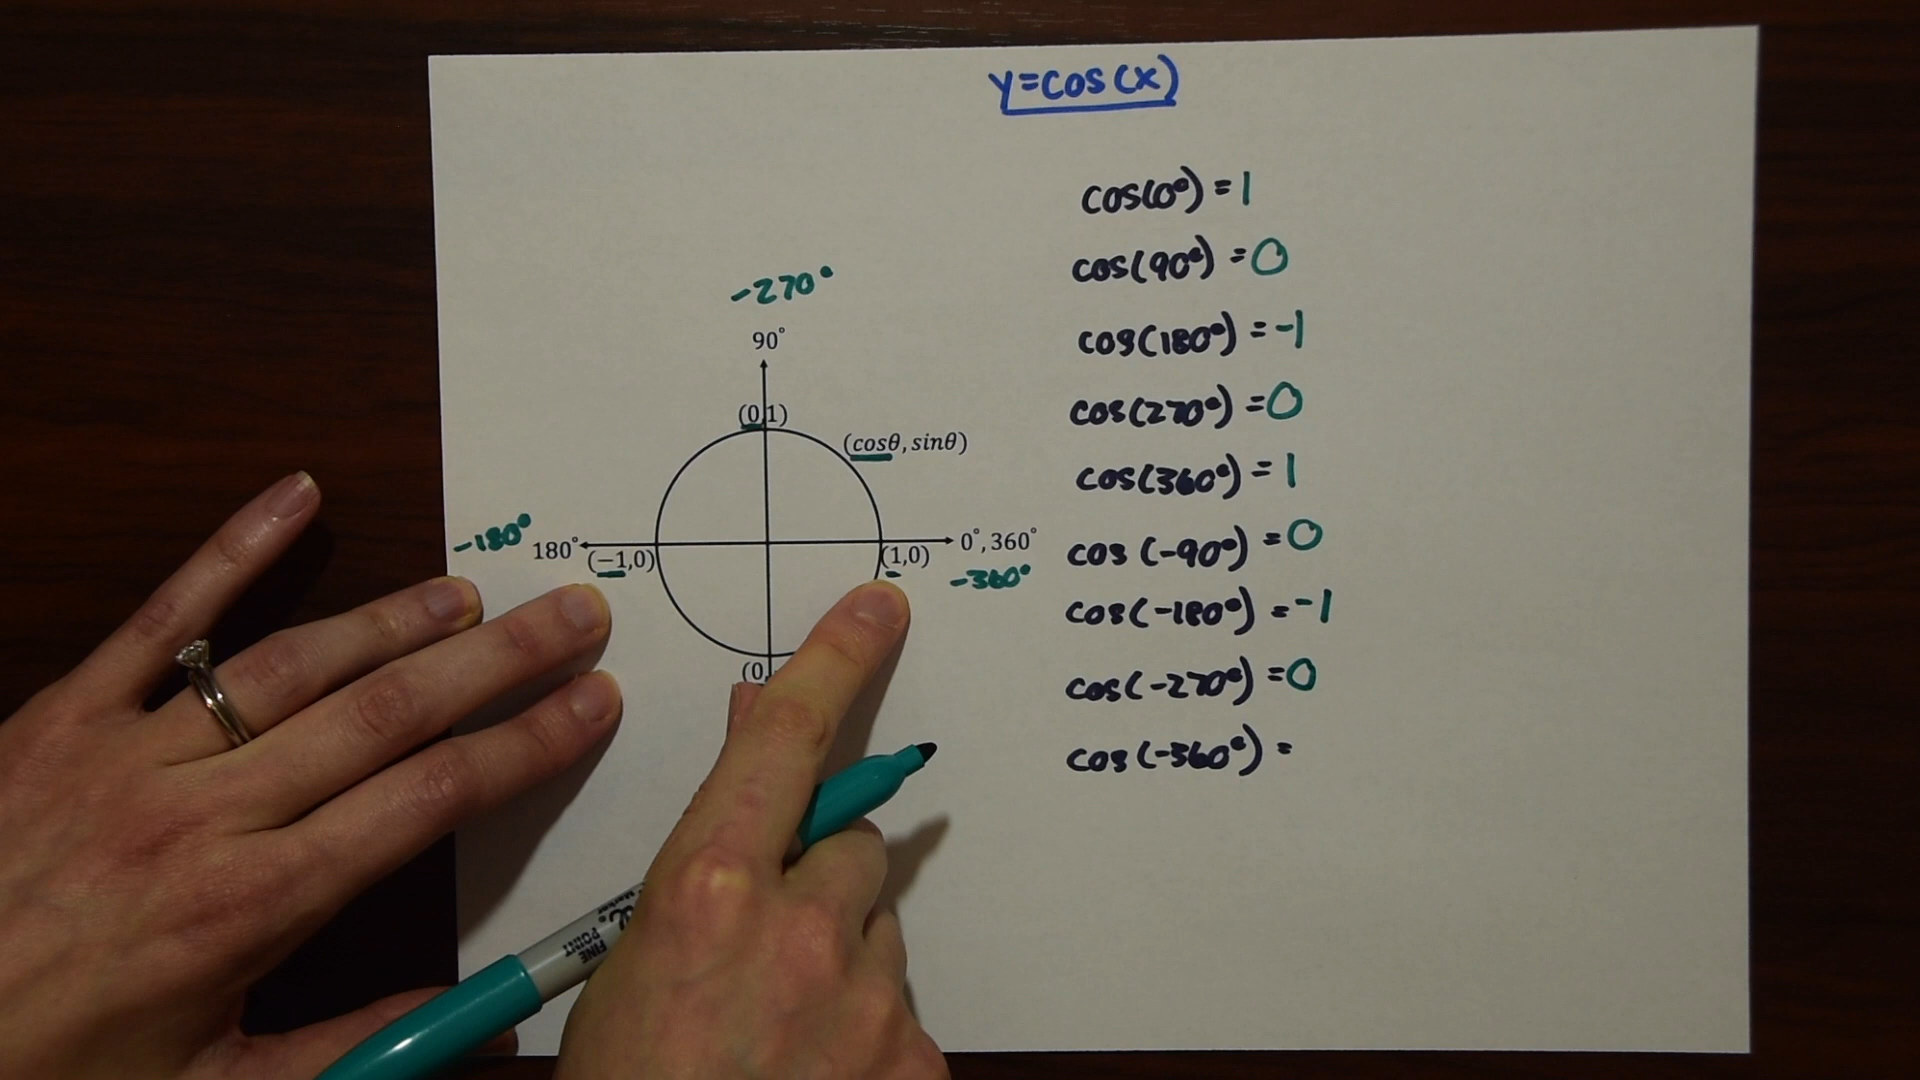 y=cos(x)
cos(0°) = 1
cos(90°) = 0
cos(180°) = -1
cos(270°) = 0
cos(360°) = 1
cos(-90°) = 0
cos(-180°) = -1
cos(-270°) = 0
cos(-360°) =
-270°
90°
(0,1)
(cosθ, sinθ)
-180°
180°
(-1,0)
(1,0)
0°, 360°
-360°
(0,
FINE
POINT